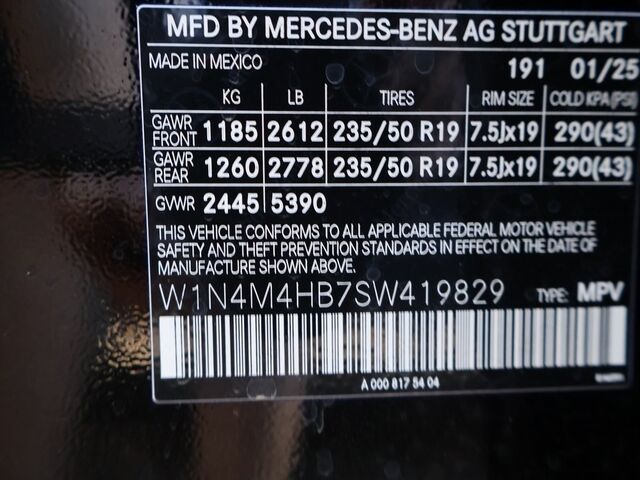 MFD BY MERCEDES-BENZ AG STUTTGART
MADE IN MEXICO 191 01/25
KG LB TIRES RIM SIZE COLD KPA(PSI)
GAWR FRONT 1185 2612 235/50 R19 7.5Jx19 290(43)
GAWR REAR 1260 2778 235/50 R19 7.5Jx19 290(43)
GVWR 2445 5390
THIS VEHICLE CONFORMS TO ALL APPLICABLE FEDERAL MOTOR VEHICLE
SAFETY AND THEFT PREVENTION STANDARDS IN EFFECT ON THE DATE OF
MANUFACTURE SHOWN ABOVE.
W1N4M4HB7SW419829 TYPE: MPV
A 000 817 54 04